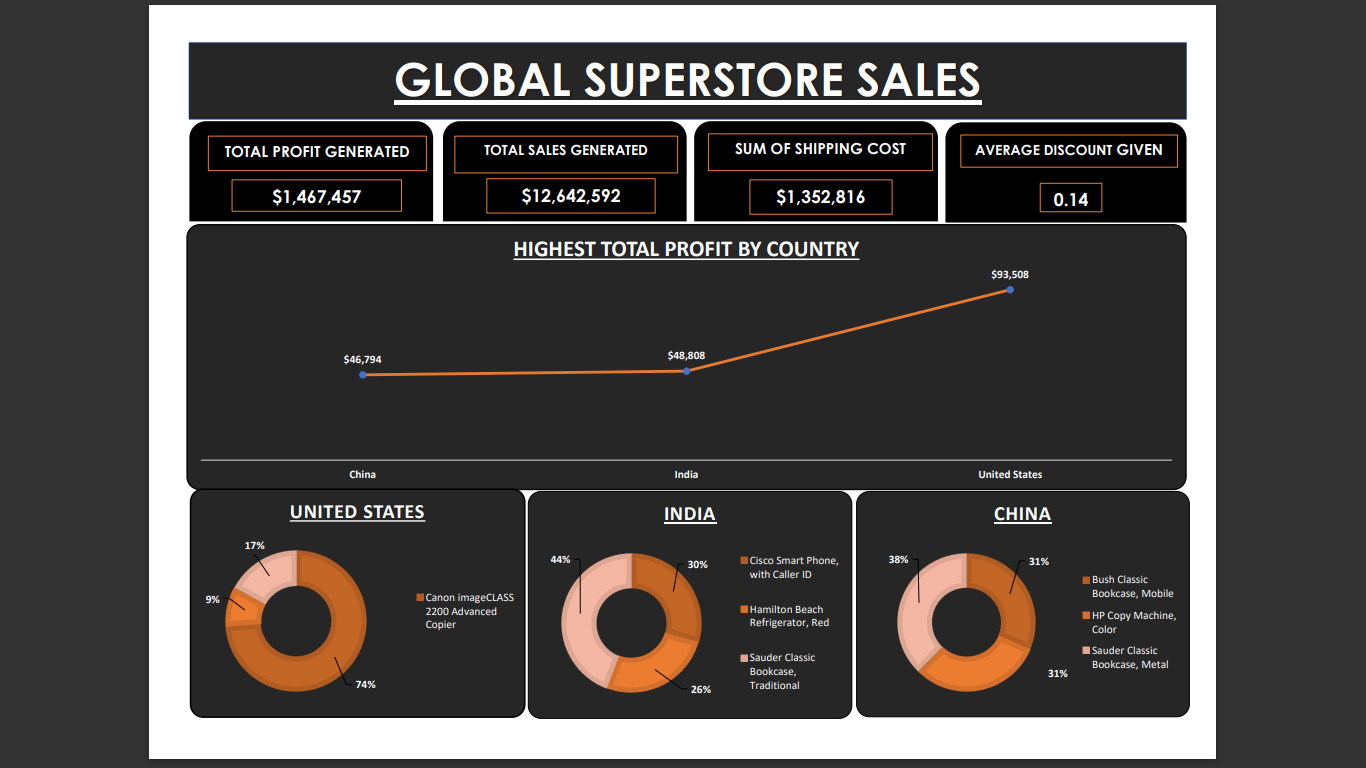 GLOBAL SUPERSTORE SALES
TOTAL PROFIT GENERATED
$1,467,457
TOTAL SALES GENERATED
$12,642,592
SUM OF SHIPPING COST
$1,352,816
AVERAGE DISCOUNT GIVEN
0.14
HIGHEST TOTAL PROFIT BY COUNTRY
$46,794
$48,808
$93,508
China
India
United States
UNITED STATES
17%
9%
74%
Canon imageCLASS
2200 Advanced
Copier
INDIA
44%
30%
26%
Cisco Smart Phone,
with Caller ID
Hamilton Beach
Refrigerator, Red
Sauder Classic
Bookcase,
Traditional
CHINA
38%
31%
31%
Bush Classic
Bookcase, Mobile
HP Copy Machine,
Color
Sauder Classic
Bookcase, Metal